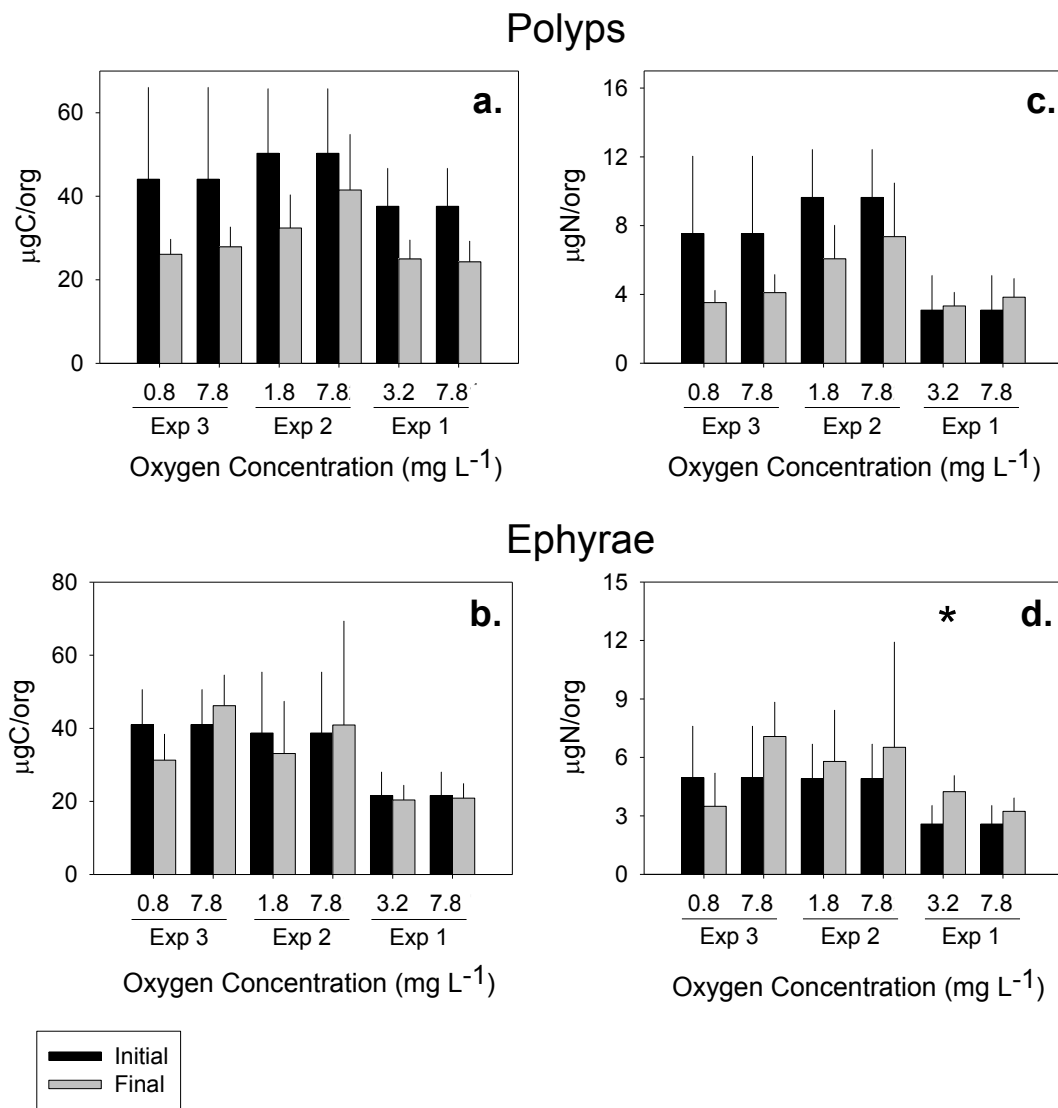 Polyps
a.
60
40
20
0
µgC/org
0.8 7.8 1.8 7.8 3.2 7.8
Exp 3 Exp 2 Exp 1
Oxygen Concentration (mg L-1)
c.
16
12
8
4
0
µgN/org
0.8 7.8 1.8 7.8 3.2 7.8
Exp 3 Exp 2 Exp 1
Oxygen Concentration (mg L-1)
Ephyrae
b.
80
60
40
20
0
µgC/org
0.8 7.8 1.8 7.8 3.2 7.8
Exp 3 Exp 2 Exp 1
Oxygen Concentration (mg L-1)
* d.
15
12
9
6
3
0
µgN/org
0.8 7.8 1.8 7.8 3.2 7.8
Exp 3 Exp 2 Exp 1
Oxygen Concentration (mg L-1)
Initial
Final